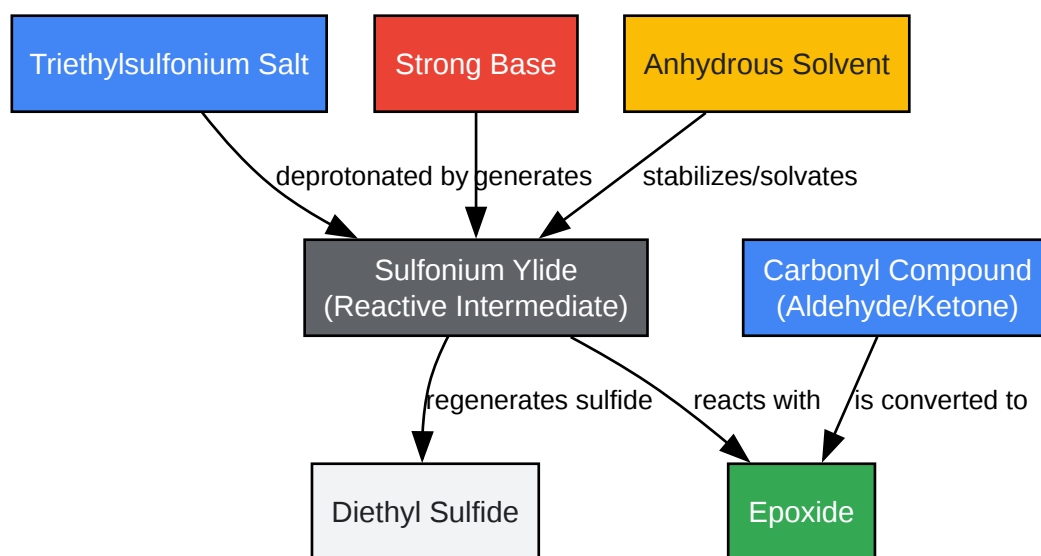 Triethylsulfonium Salt
Strong Base
Anhydrous Solvent
deprotonated by
generates
stabilizes/solvates
Sulfonium Ylide
(Reactive Intermediate)
Carbonyl Compound
(Aldehyde/Ketone)
regenerates sulfide
reacts with
is converted to
Diethyl Sulfide
Epoxide